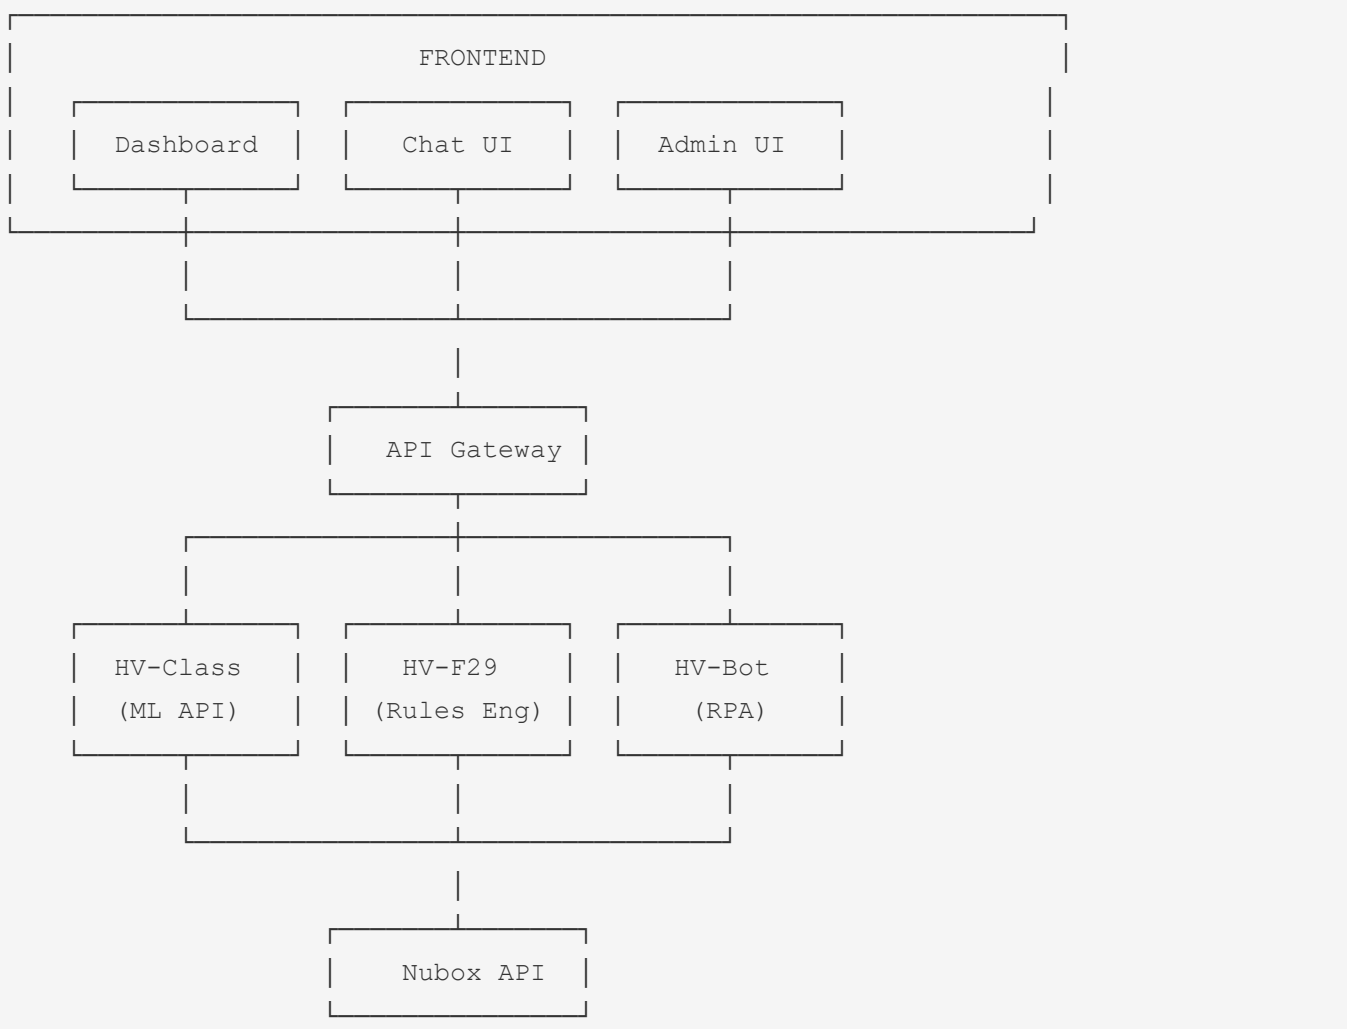 FRONTEND
Dashboard Chat UI Admin UI
API Gateway
HV-Class HV-F29 HV-Bot
(ML API) (Rules Eng) (RPA)
Nubox API